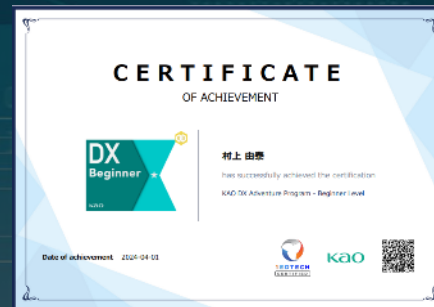 CERTIFICATE
OF ACHIEVEMENT
DX
Beginner
kao
村上 由泰
has successfully achieved the certification
KAO DX Adventure Program - Beginner Level
Date of achievement 2024-04-01
KAO